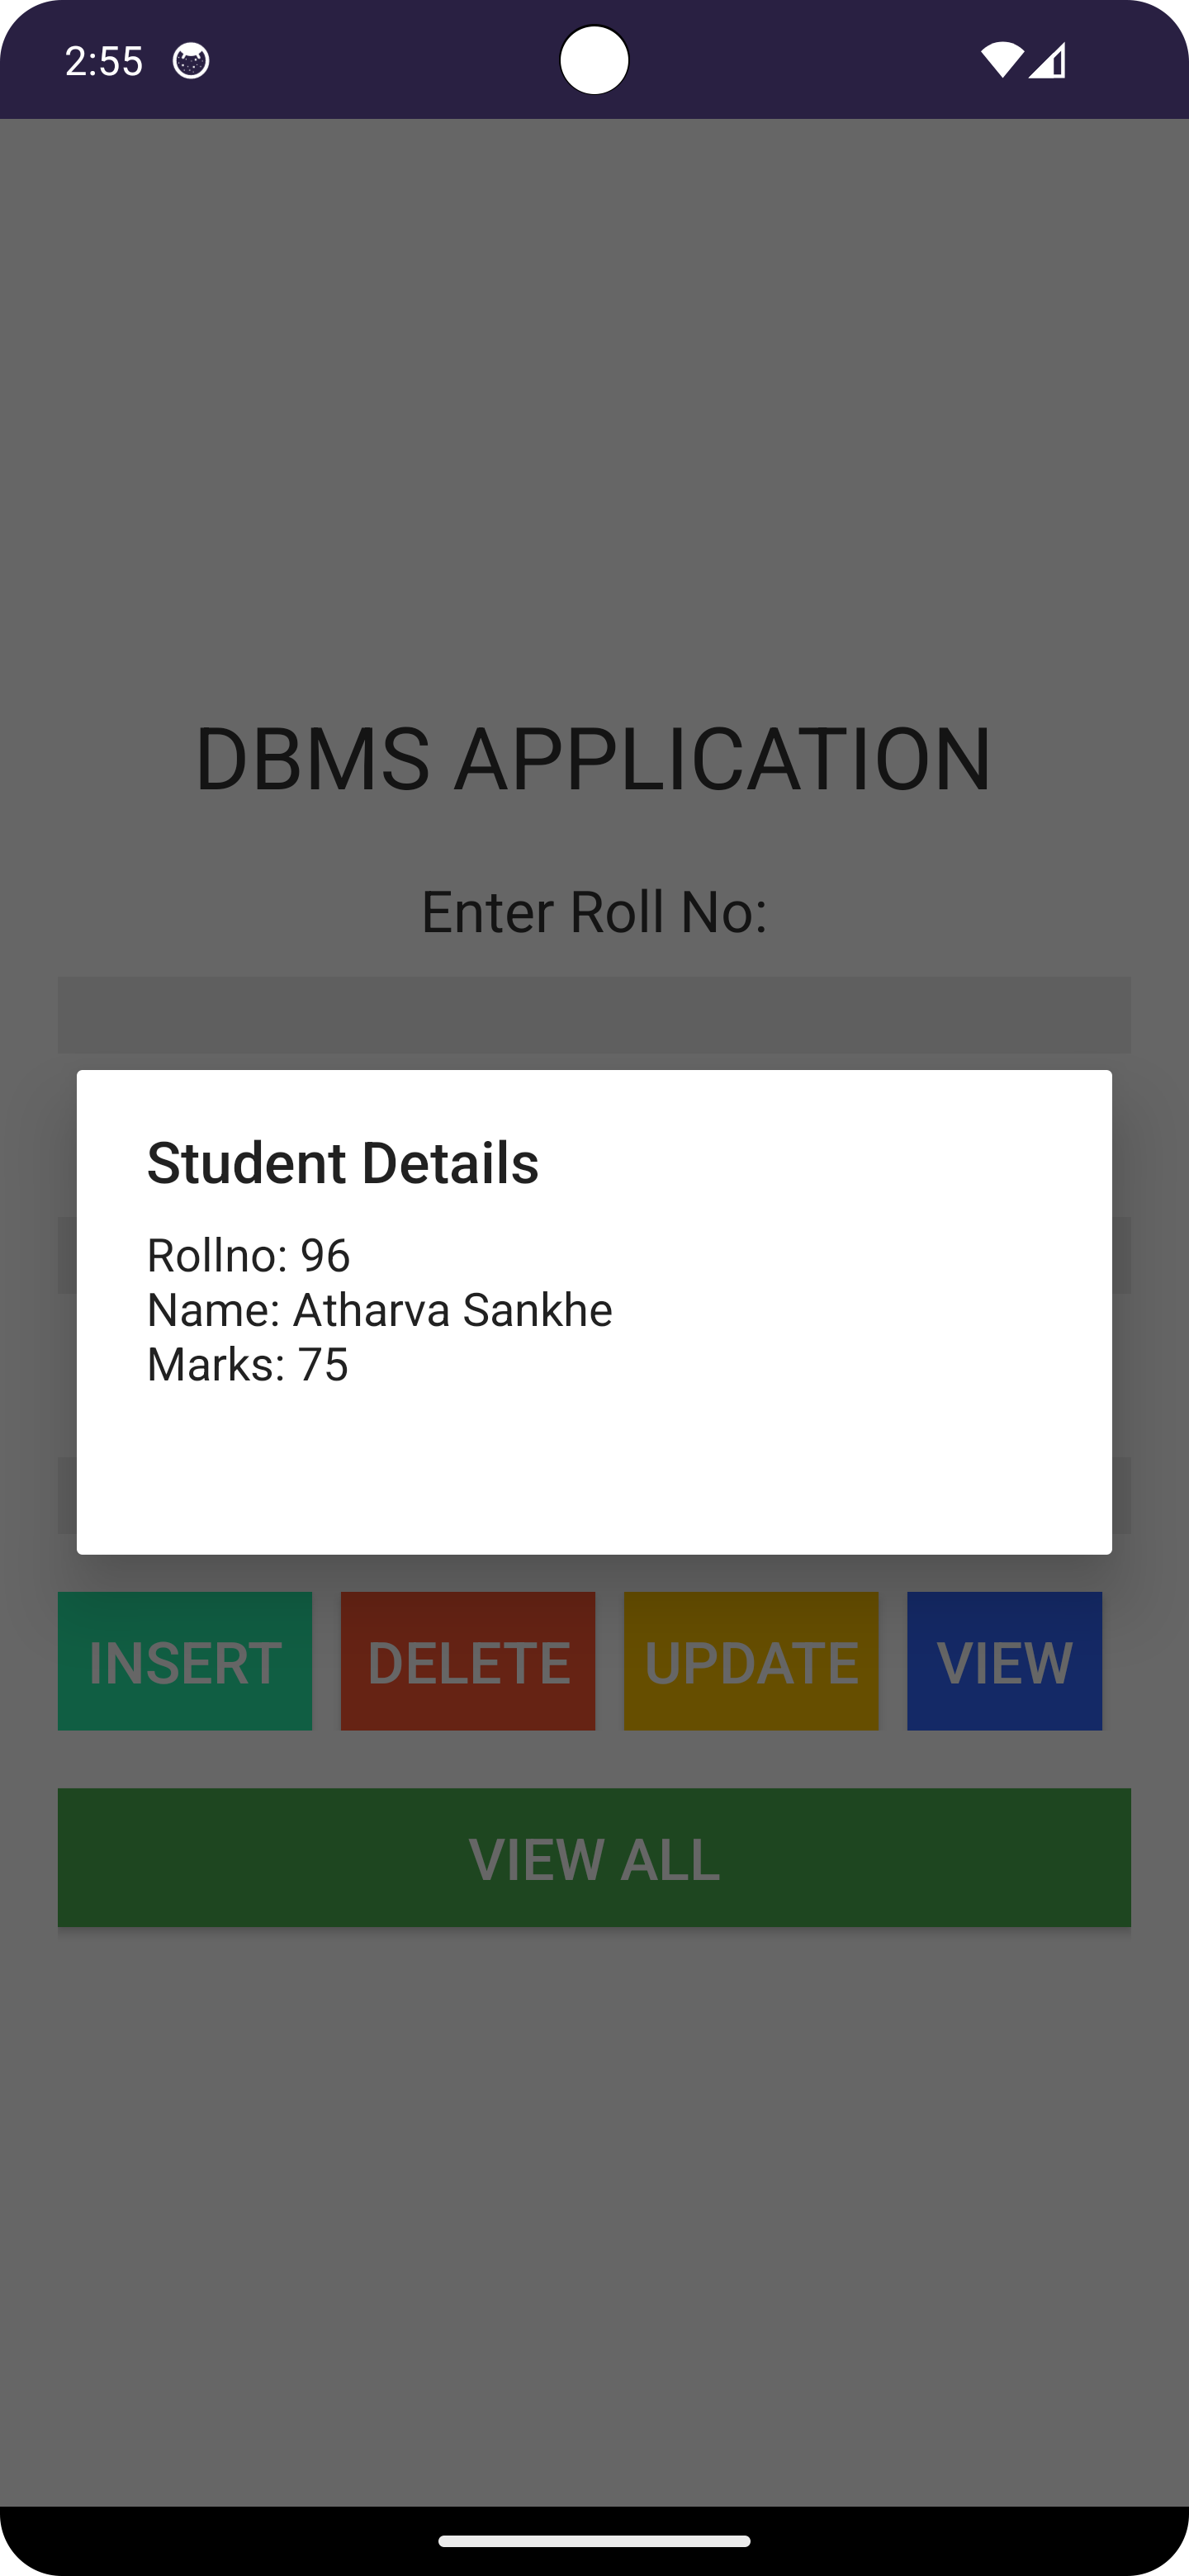 2:55
DBMS APPLICATION
Enter Roll No:
Student Details
Rollno: 96
Name: Atharva Sankhe
Marks: 75
INSERT DELETE UPDATE VIEW
VIEW ALL